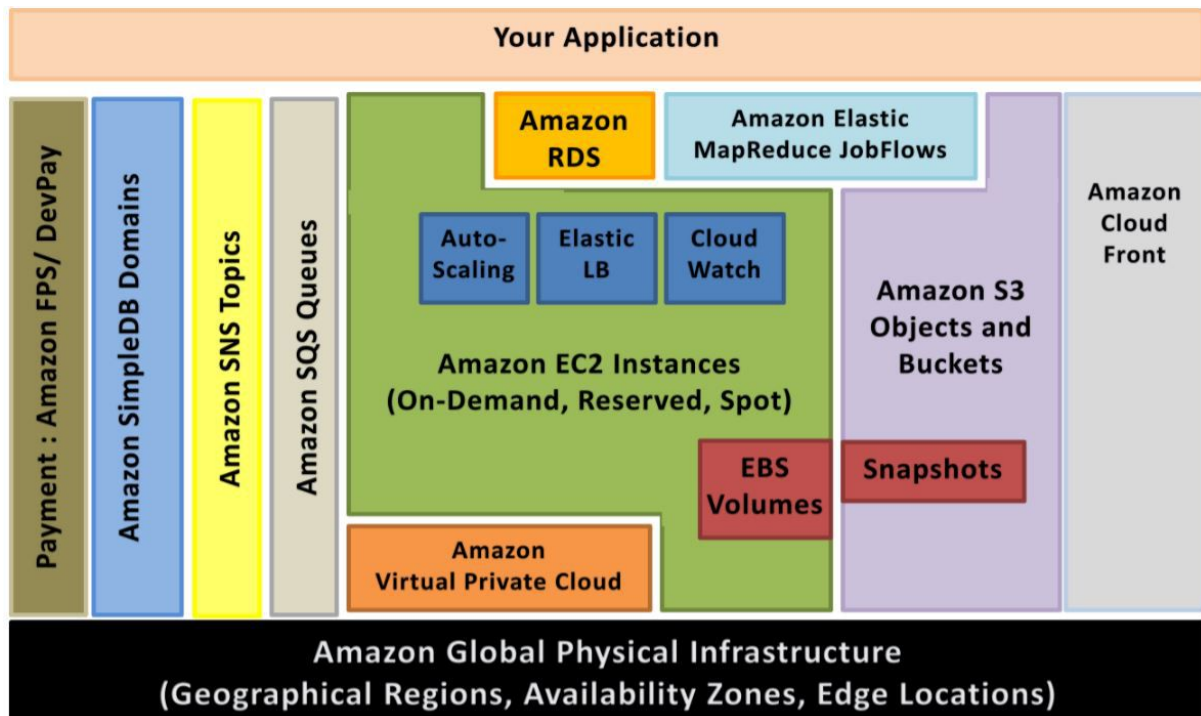 Your Application
Payment : Amazon FPS/ DevPay
Amazon SimpleDB Domains
Amazon SNS Topics
Amazon SQS Queues
Amazon
RDS
Amazon Elastic
MapReduce JobFlows
Auto-
Scaling
Elastic
LB
Cloud
Watch
Amazon EC2 Instances
(On-Demand, Reserved, Spot)
EBS
Volumes
Amazon
Virtual Private Cloud
Amazon S3
Objects and
Buckets
Snapshots
Amazon
Cloud
Front
Amazon Global Physical Infrastructure
(Geographical Regions, Availability Zones, Edge Locations)